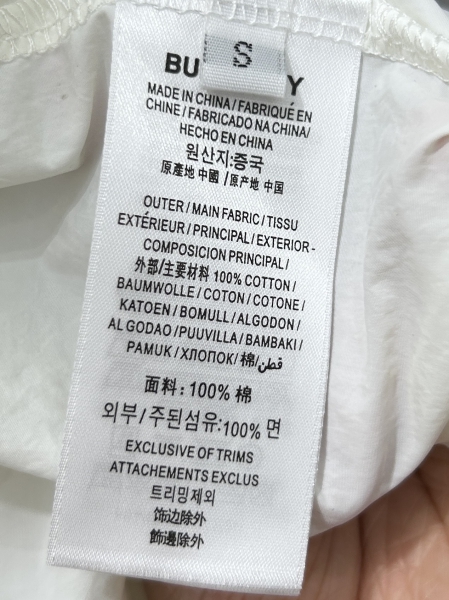 S
MADE IN CHINA / FABRIQUÉ EN
CHINE / FABRICADO NA CHINA/
HECHO EN CHINA
원산지:중국
原產地 中國 /原产地 中国
OUTER / MAIN FABRIC / TISSU
EXTÉRIEUR / PRINCIPAL / EXTERIOR-
COMPOSICION PRINCIPAL /
外部/主要材料 100% COTTON /
BAUMWOLLE / COTON / COTONE /
KATOEN / BOMULL / ALGODON /
ALGODAO / PUUVILLA / BAMBAKI /
PAMUK / ХЛОПОК/ 棉/قطن
面料: 100% 棉
외부 / 주된섬유: 100% 면
EXCLUSIVE OF TRIMS
ATTACHEMENTS EXCLUS
트리밍제외
饰边除外
飾邊除外